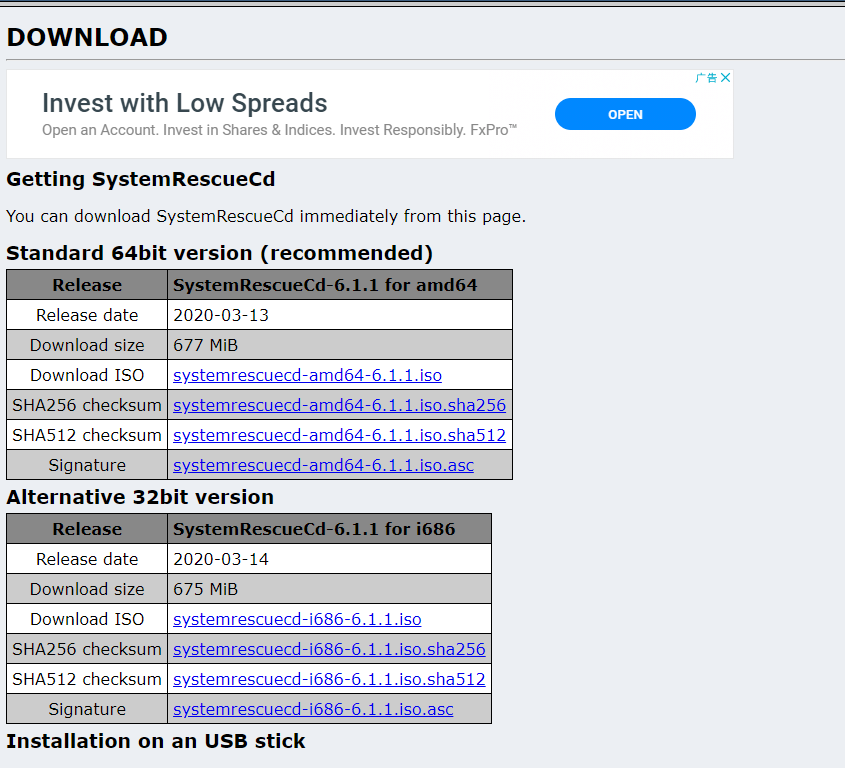 DOWNLOAD
广告
Invest with Low Spreads
Open an Account. Invest in Shares & Indices. Invest Responsibly. FxPro™
OPEN
Getting SystemRescueCd
You can download SystemRescueCd immediately from this page.
Standard 64bit version (recommended)
Release SystemRescueCd-6.1.1 for amd64
Release date 2020-03-13
Download size 677 MiB
Download ISO systemrescuecd-amd64-6.1.1.iso
SHA256 checksum systemrescuecd-amd64-6.1.1.iso.sha256
SHA512 checksum systemrescuecd-amd64-6.1.1.iso.sha512
Signature systemrescuecd-amd64-6.1.1.iso.asc
Alternative 32bit version
Release SystemRescueCd-6.1.1 for i686
Release date 2020-03-14
Download size 675 MiB
Download ISO systemrescuecd-i686-6.1.1.iso
SHA256 checksum systemrescuecd-i686-6.1.1.iso.sha256
SHA512 checksum systemrescuecd-i686-6.1.1.iso.sha512
Signature systemrescuecd-i686-6.1.1.iso.asc
Installation on an USB stick